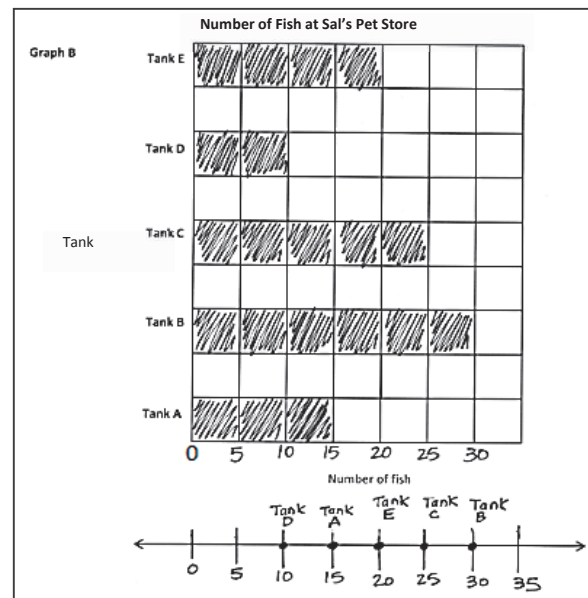 Number of Fish at Sal's Pet Store
Graph B
Tank E
Tank D
Tank C
Tank
Tank B
Tank A
0 5 10 15 20 25 30
Number of fish
Tank D Tank A Tank E Tank C Tank B
0 5 10 15 20 25 30 35